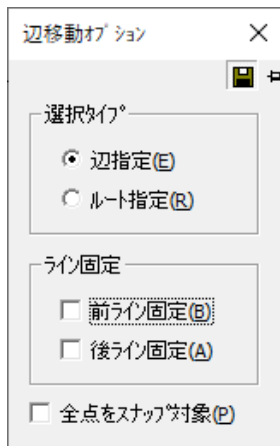 辺移動ｵﾌﾟｼｮﾝ
選択ﾀｲﾌﾟ
辺指定(E)
ルート指定(R)
ライン固定
前ライン固定(B)
後ライン固定(A)
全点をｽﾅｯﾌﾟ対象(P)